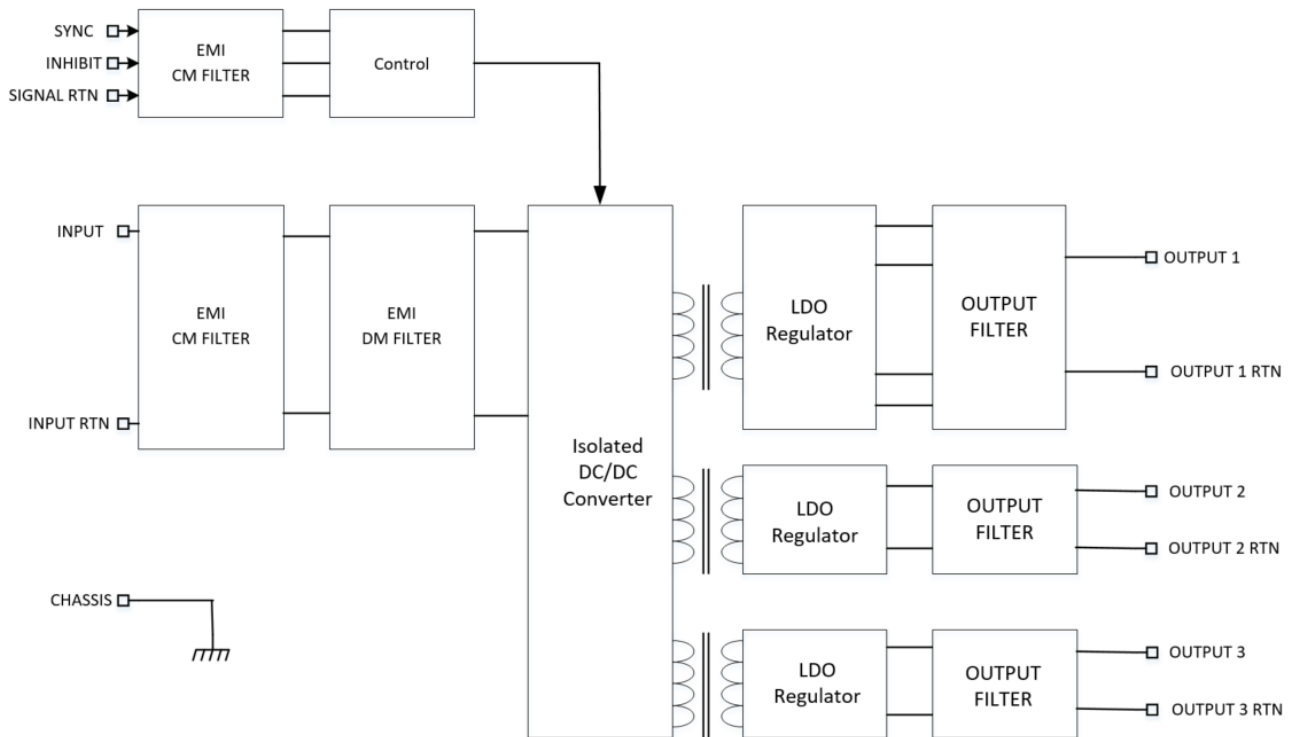 SYNC
INHIBIT
SIGNAL RTN
EMI
CM FILTER
Control
INPUT
INPUT RTN
EMI
CM FILTER
EMI
DM FILTER
Isolated
DC/DC
Converter
LDO
Regulator
OUTPUT
FILTER
OUTPUT 1
OUTPUT 1 RTN
LDO
Regulator
OUTPUT
FILTER
OUTPUT 2
OUTPUT 2 RTN
CHASSIS
LDO
Regulator
OUTPUT
FILTER
OUTPUT 3
OUTPUT 3 RTN